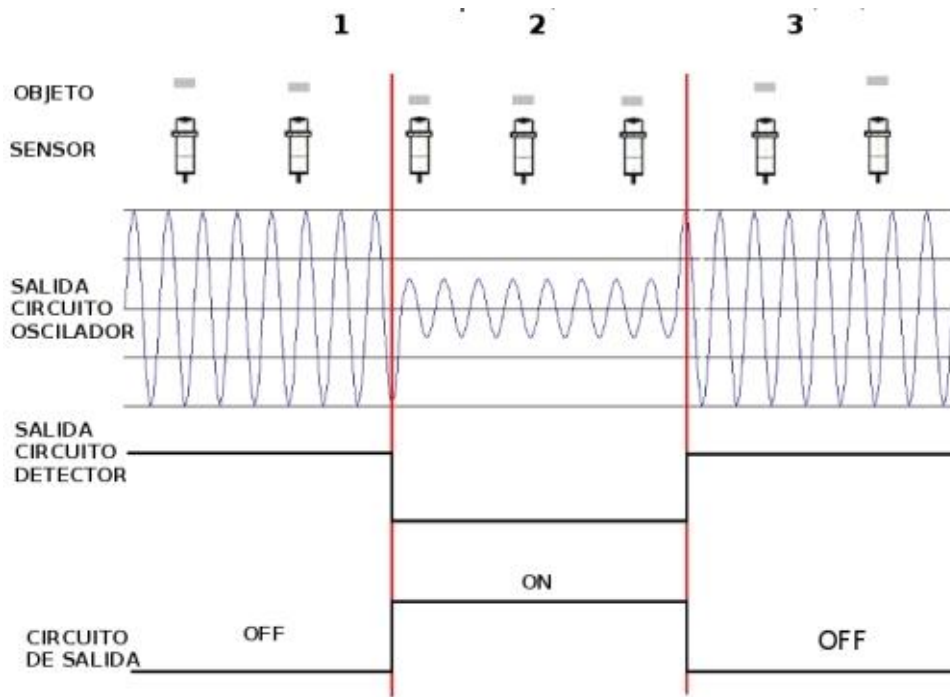 1 2 3
OBJETO
SENSOR
SALIDA
CIRCUITO
OSCILADOR
SALIDA
CIRCUITO
DETECTOR
ON
OFF
OFF
CIRCUITO
DE SALIDA